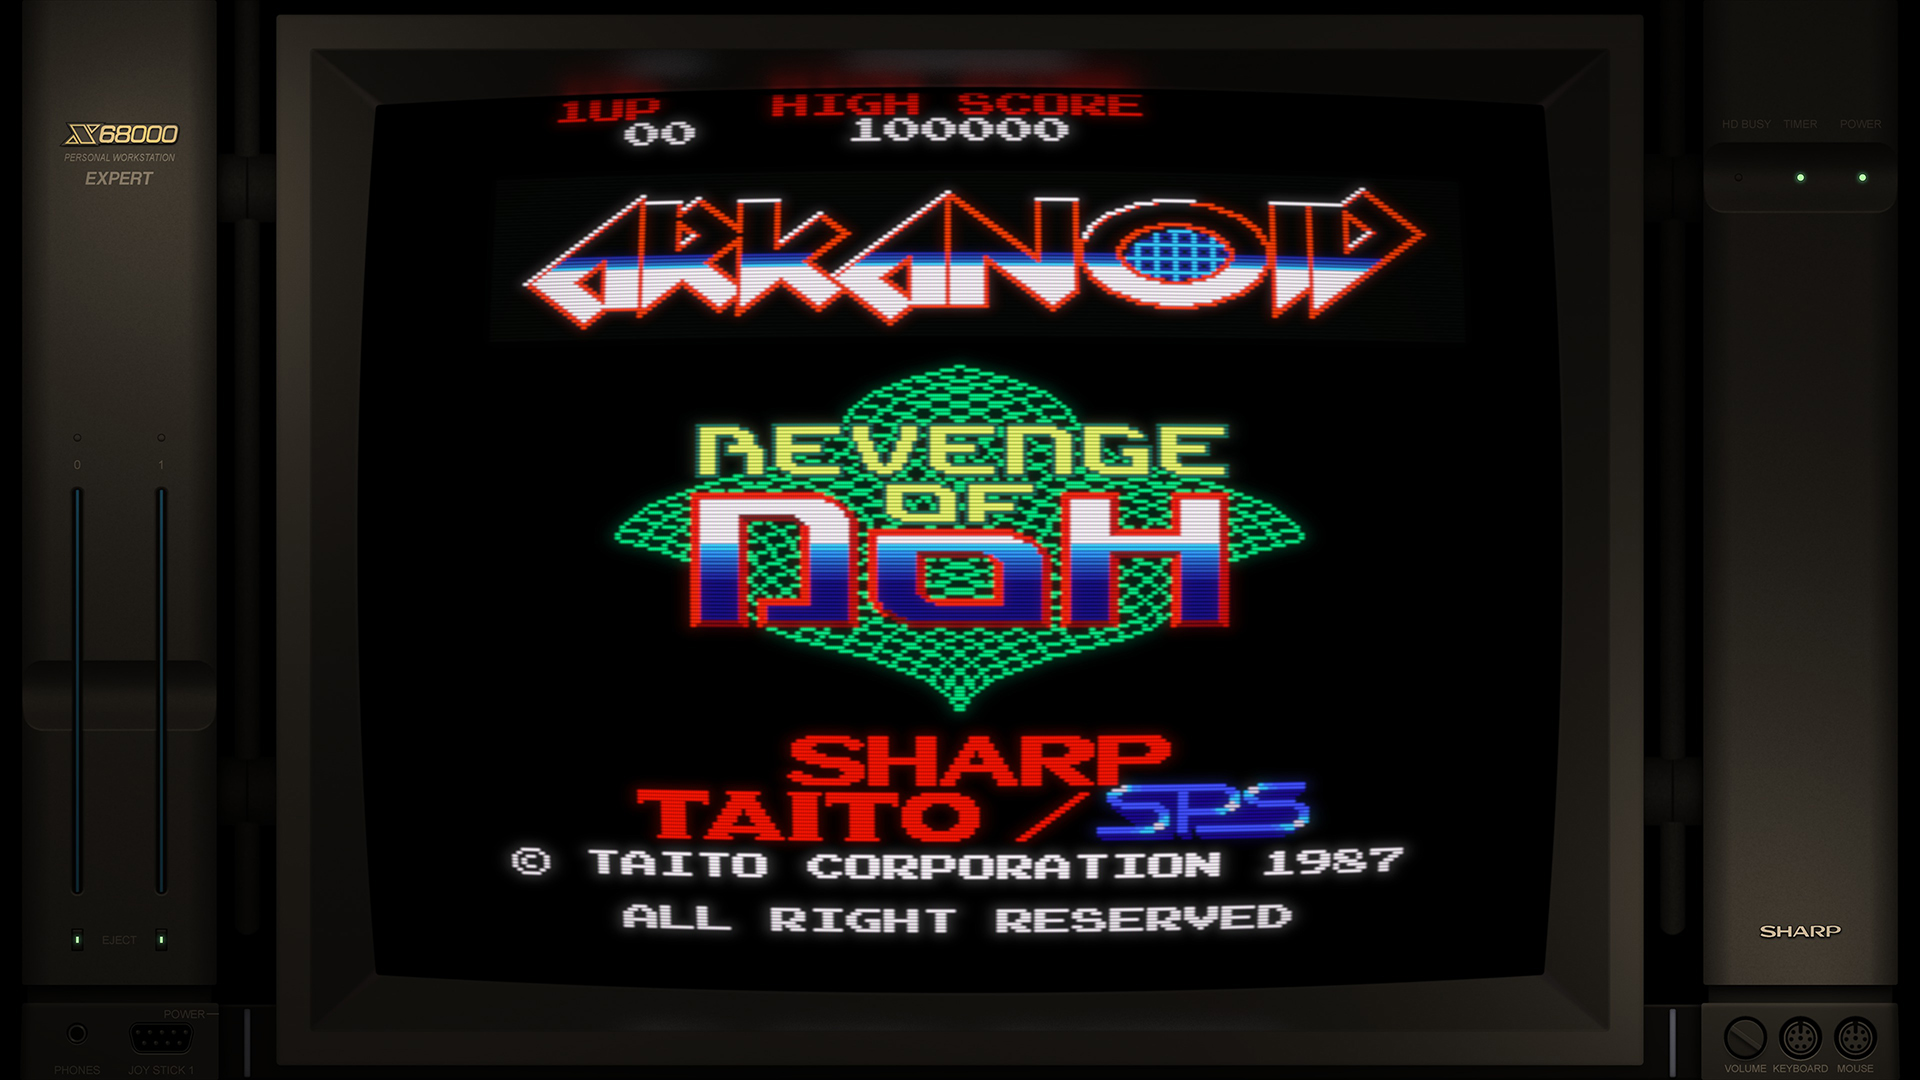 1UP HIGH SCORE
00 100000
ARKANOID
REVENGE
OF
DOH
SHARP
TAITO / SPS
© TAITO CORPORATION 1987
ALL RIGHT RESERVED
X68000
PERSONAL WORKSTATION
EXPERT
0 1
EJECT
POWER
PHONES JOY STICK 1
HD BUSY TIMER POWER
SHARP
VOLUME KEYBOARD MOUSE